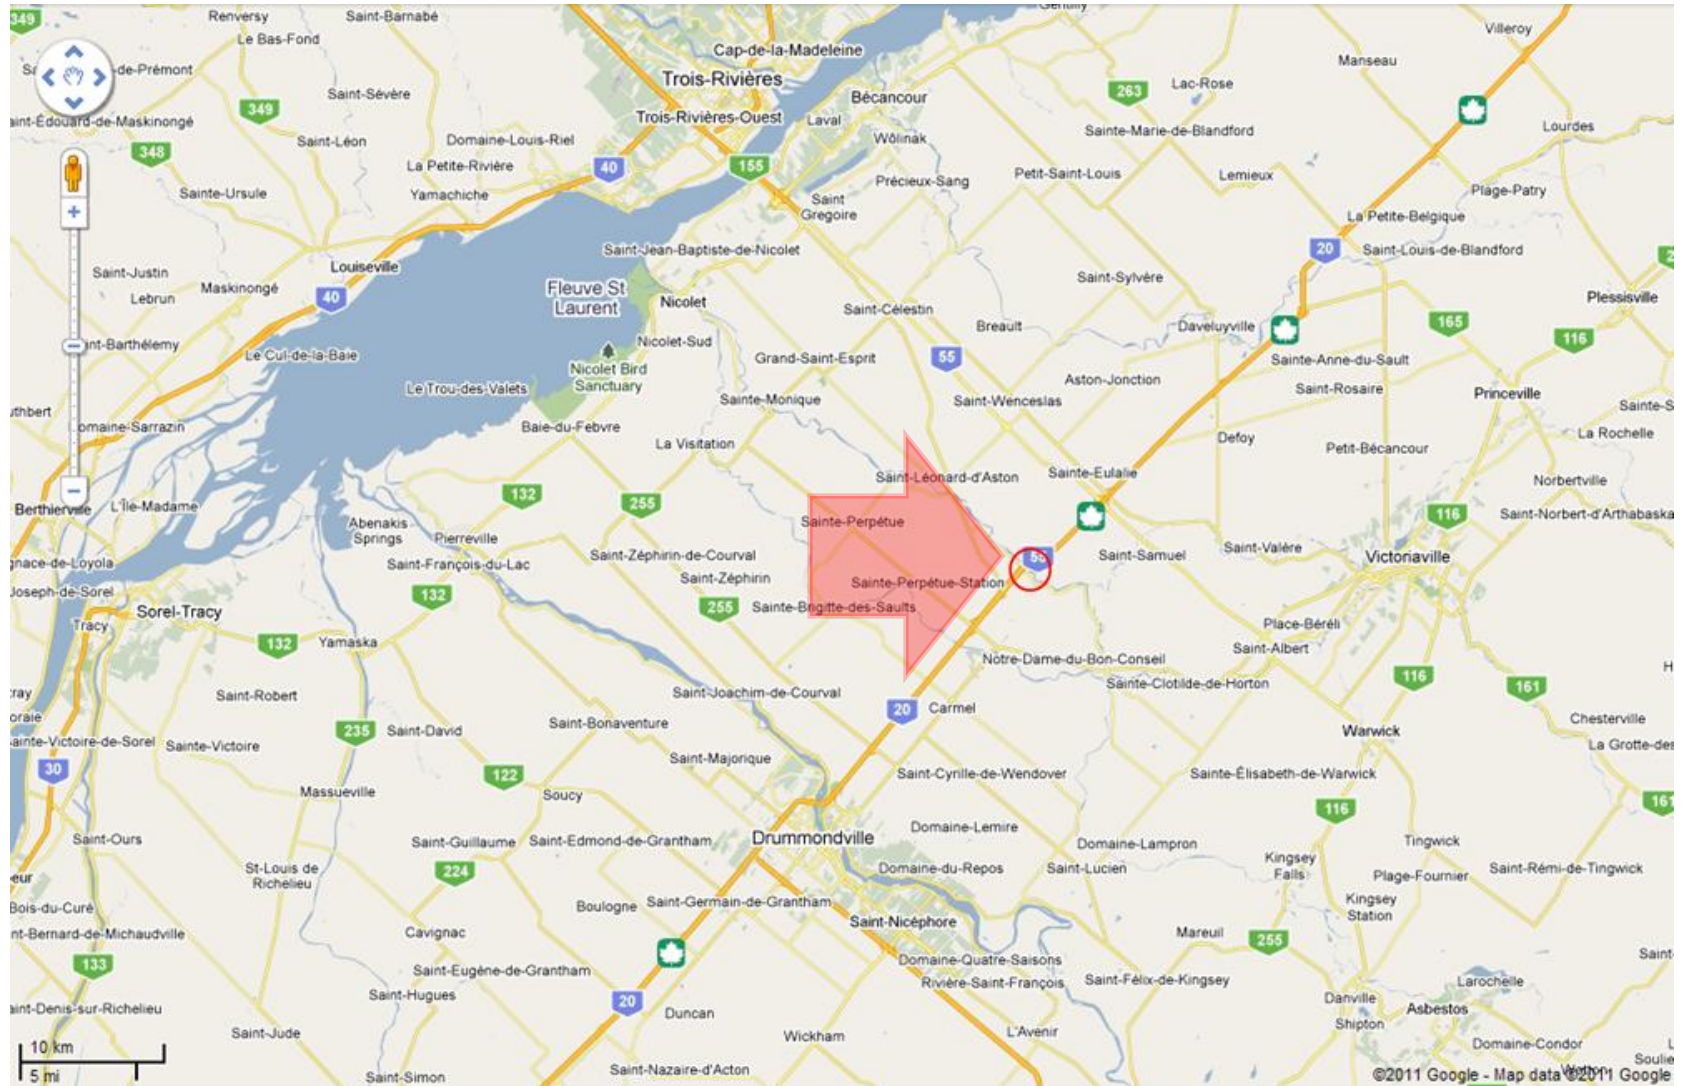 349
Renversy
Saint-Barnabé
Gentilly
Villeroy
Le Bas-Fond
Cap-de-la-Madeleine
Manseau
de-Prémont
Trois-Rivières
Saint-Sévère
349
Bécancour
263
Lac-Rose
Trois-Rivières-Ouest
Laval
int-Édouard-de-Maskinongé
Lourdes
Sainte-Marie-de-Blandford
Saint-Léon
Domaine-Louis-Riel
Wôlinak
348
La Petite-Rivière
40
155
Petit-Saint-Louis
Lemieux
Précieux-Sang
Sainte-Ursule
Yamachiche
Plage-Patry
Saint
Gregoire
La Petite-Belgique
Saint-Jean-Baptiste-de-Nicolet
20
Saint-Louis-de-Blandford
Saint-Justin
Louiseville
Saint-Sylvère
Maskinongé
Fleuve St
Laurent
Lebrun
40
Nicolet
Plessisville
Saint-Célestin
Breault
Daveluyville
165
116
Nicolet-Sud
int-Barthélemy
Le Cul-de-la-Baie
Grand-Saint-Esprit
55
Sainte-Anne-du-Sault
Nicolet Bird
Sanctuary
Aston-Jonction
Saint-Rosaire
Le Trou-des-Valets
Princeville
Sainte-Monique
Saint-Wenceslas
Sainte-S
uthbert
omaine-Sarrazin
Baie-du-Febvre
La Visitation
Defoy
La Rochelle
Petit-Bécancour
Saint-Léonard-d'Aston
Sainte-Eulalie
Norbertville
132
255
Berthierville
L'Île-Madame
116
Saint-Norbert-d'Arthabaska
Abenakis
Springs
Sainte-Perpétue
Pierreville
Saint-Zéphirin-de-Courval
55
Saint-Samuel
Saint-Valère
Victoriaville
gnace-de-Loyola
Saint-François-du-Lac
Saint-Zéphirin
Sainte-Perpétue-Station
Joseph-de-Sorel
132
255
Sainte-Brigitte-des-Saults
Sorel-Tracy
Tracy
Place-Béréli
132
Yamaska
Saint-Albert
Notre-Dame-du-Bon-Conseil
H
116
Sainte-Clotilde-de-Horton
161
ray
Saint-Robert
Saint-Joachim-de-Courval
20
Carmel
oraie
Chesterville
Saint-Bonaventure
235
Saint-David
Warwick
ainte-Victoire-de-Sorel
Sainte-Victoire
La Grotte-des
Saint-Majorique
30
122
Saint-Cyrille-de-Wendover
Sainte-Élisabeth-de-Warwick
Massueville
Soucy
116
161
Domaine-Lemire
Saint-Ours
Saint-Guillaume
Saint-Edmond-de-Grantham
Drummondville
Domaine-Lampron
Tingwick
St-Louis de
Richelieu
224
Domaine-du-Repos
Saint-Lucien
Kingsey
Falls
Plage-Fournier
Saint-Rémi-de-Tingwick
eur
Bois-du-Curé
Boulogne
Saint-Germain-de-Grantham
Kingsey
Station
Saint-Nicéphore
nt-Bernard-de-Michaudville
Cavignac
Mareuil
255
Saint
133
Saint-Eugène-de-Grantham
Domaine-Quatre-Saisons
Rivière-Saint-François
Saint-Félix-de-Kingsey
Larochelle
Saint-Hugues
20
Danville
Asbestos
aint-Denis-sur-Richelieu
Duncan
Shipton
Saint-Jude
Wickham
L'Avenir
10 km
5 mi
Domaine-Condor
Soulie
Saint-Simon
Saint-Nazaire-d'Acton
©2011 Google - Map data ©2011 Google